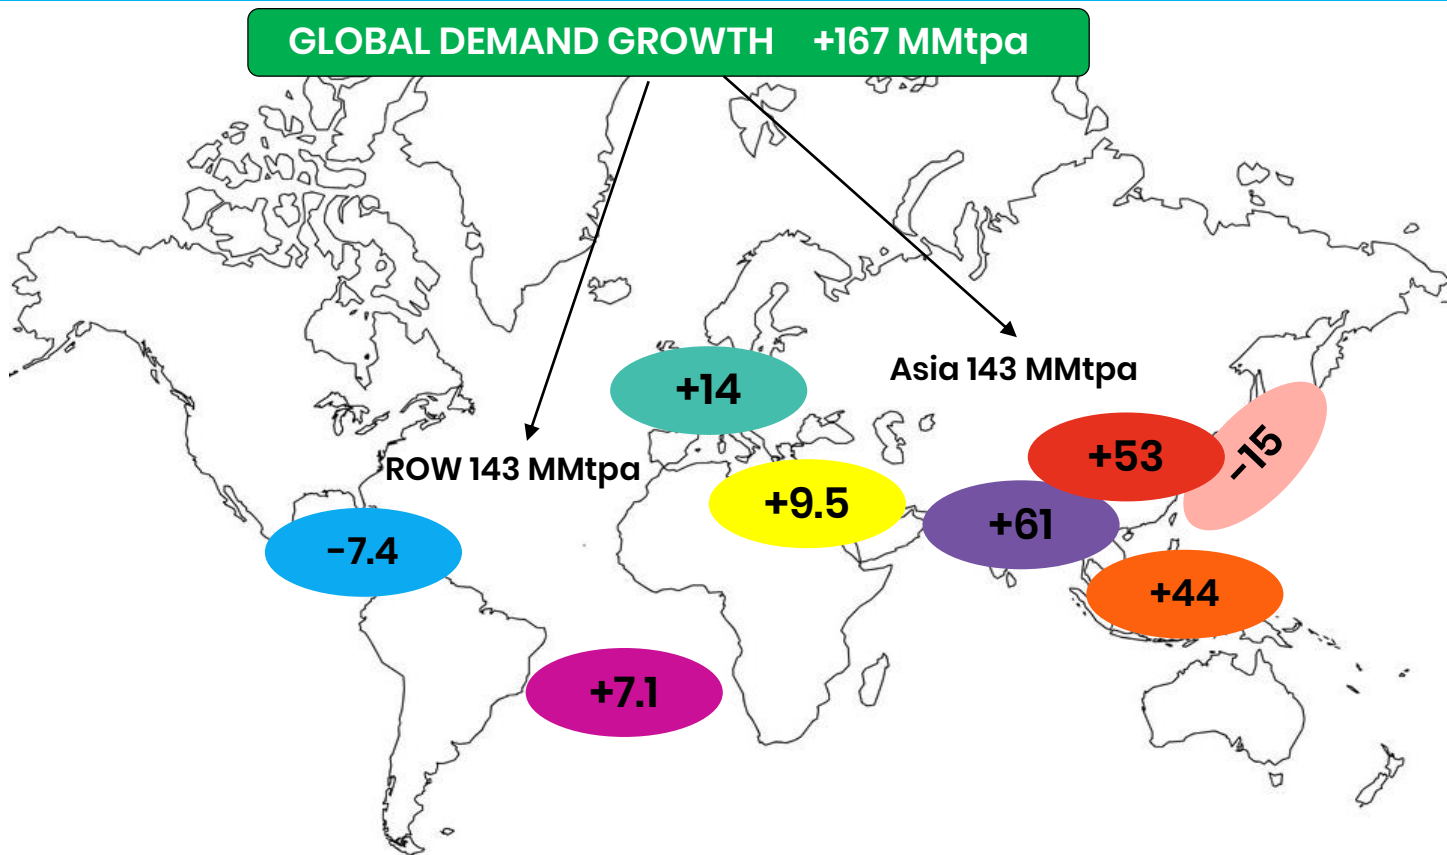 GLOBAL DEMAND GROWTH +167 MMtpa
Asia 143 MMtpa
+14
-15
+53
ROW 143 MMtpa
+9.5
+61
-7.4
+44
+7.1